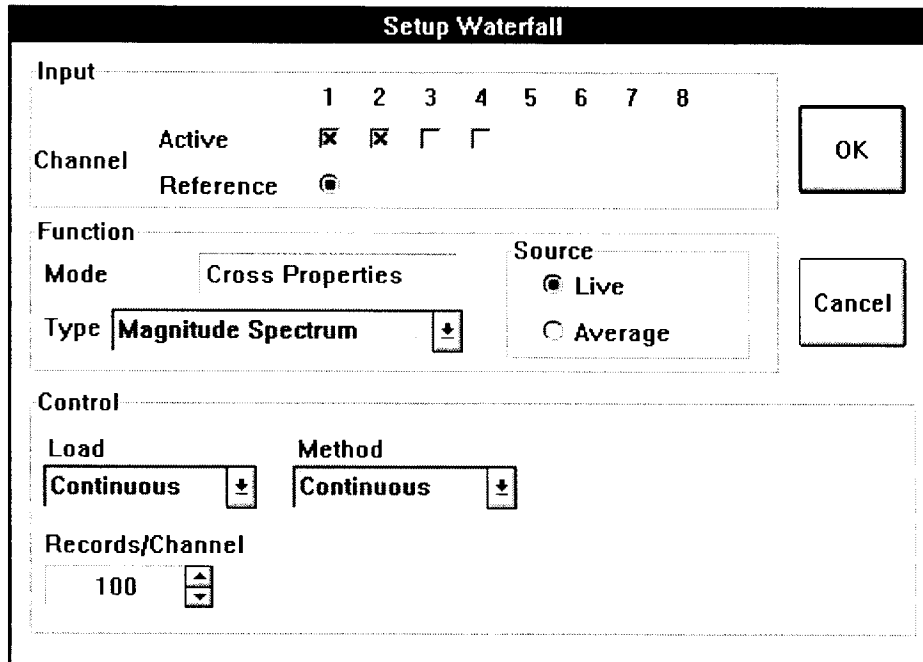 Setup Waterfall
Input
1 2 3 4 5 6 7 8
Channel
Active
Reference
OK
Function
Mode Cross Properties
Type Magnitude Spectrum
Source
Live
Average
Cancel
Control
Load Method
Continuous Continuous
Records/Channel
100